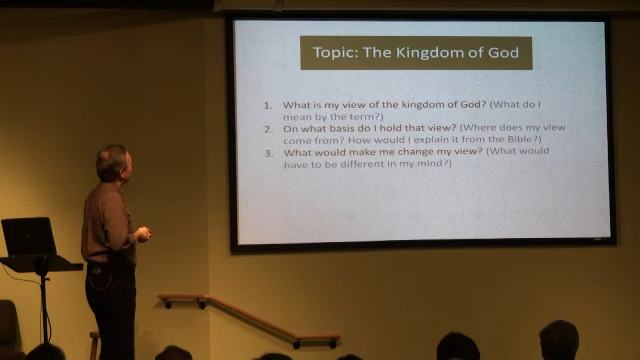 Topic: The Kingdom of God
1. What is my view of the kingdom of God? (What do I
mean by the term?)
2. On what basis do I hold that view? (Where does my view
come from? How would I explain it from the Bible?)
3. What would make me change my view? (What would
have to be different in my mind?)